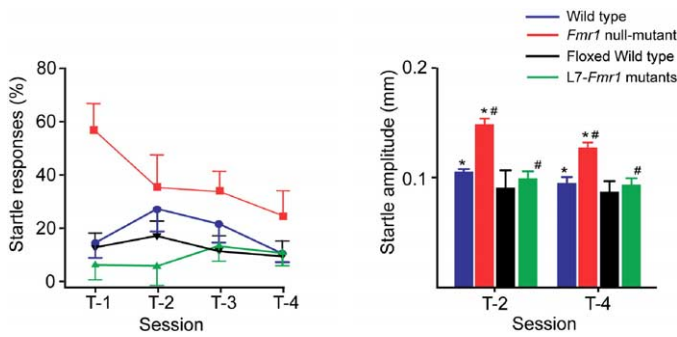 Wild type
Fmr1 null-mutant
Floxed Wild type
L7-Fmr1 mutants
Startle responses (%)
80
60
40
20
0
T-1 T-2 T-3 T-4
Session
Startle amplitude (mm)
0.2
0.1
* *# #
* *# #
T-2 T-4
Session